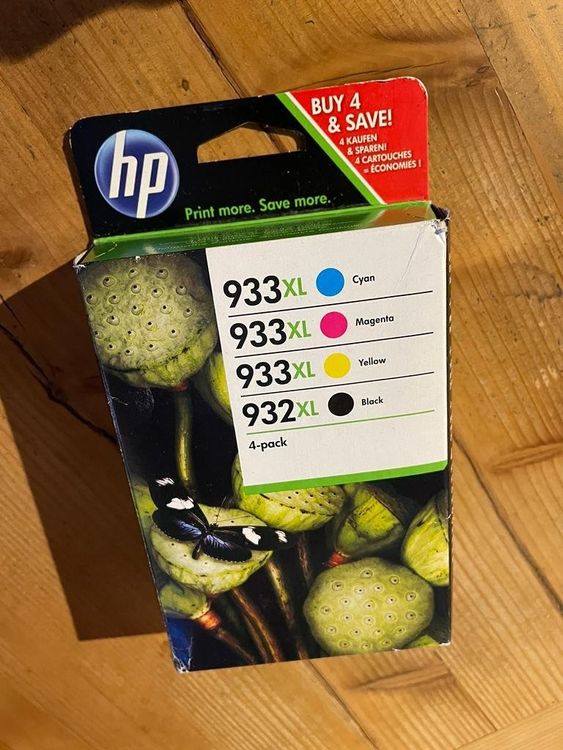 hp
BUY 4
& SAVE!
4 KAUFEN
& SPAREN!
4 CARTOUCHES
= ÉCONOMIES !
Print more. Save more.
933XL Cyan
933XL Magenta
933XL Yellow
932XL Black
4-pack